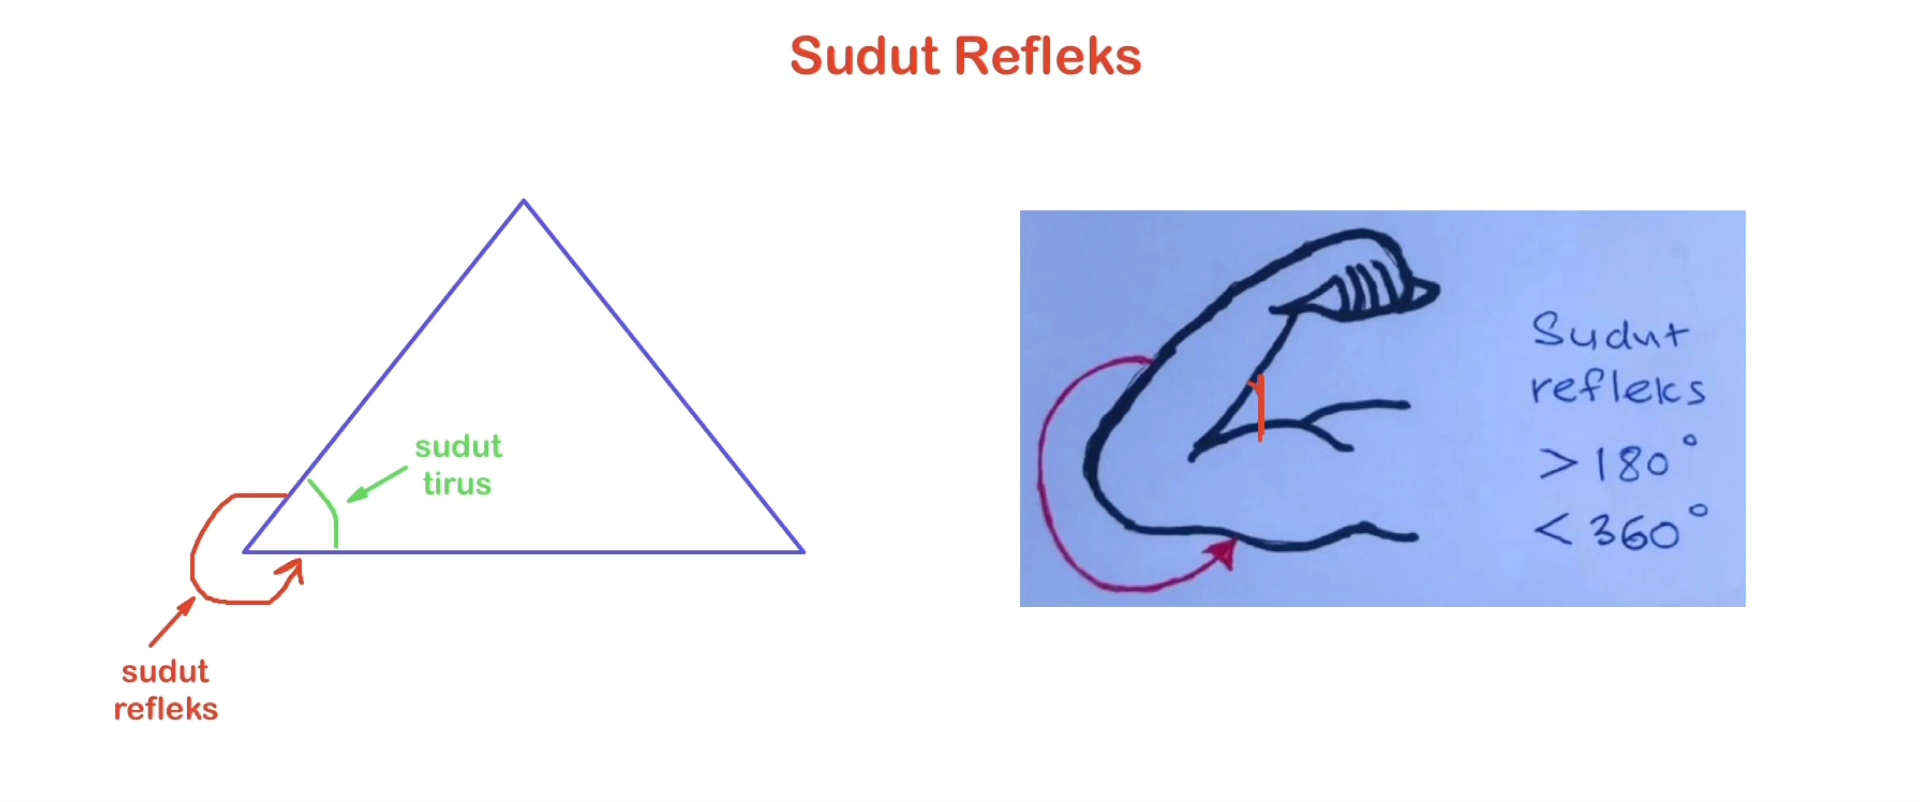 Sudut Refleks
sudut
tirus
sudut
refleks
Sudut
refleks
>180°
<360°